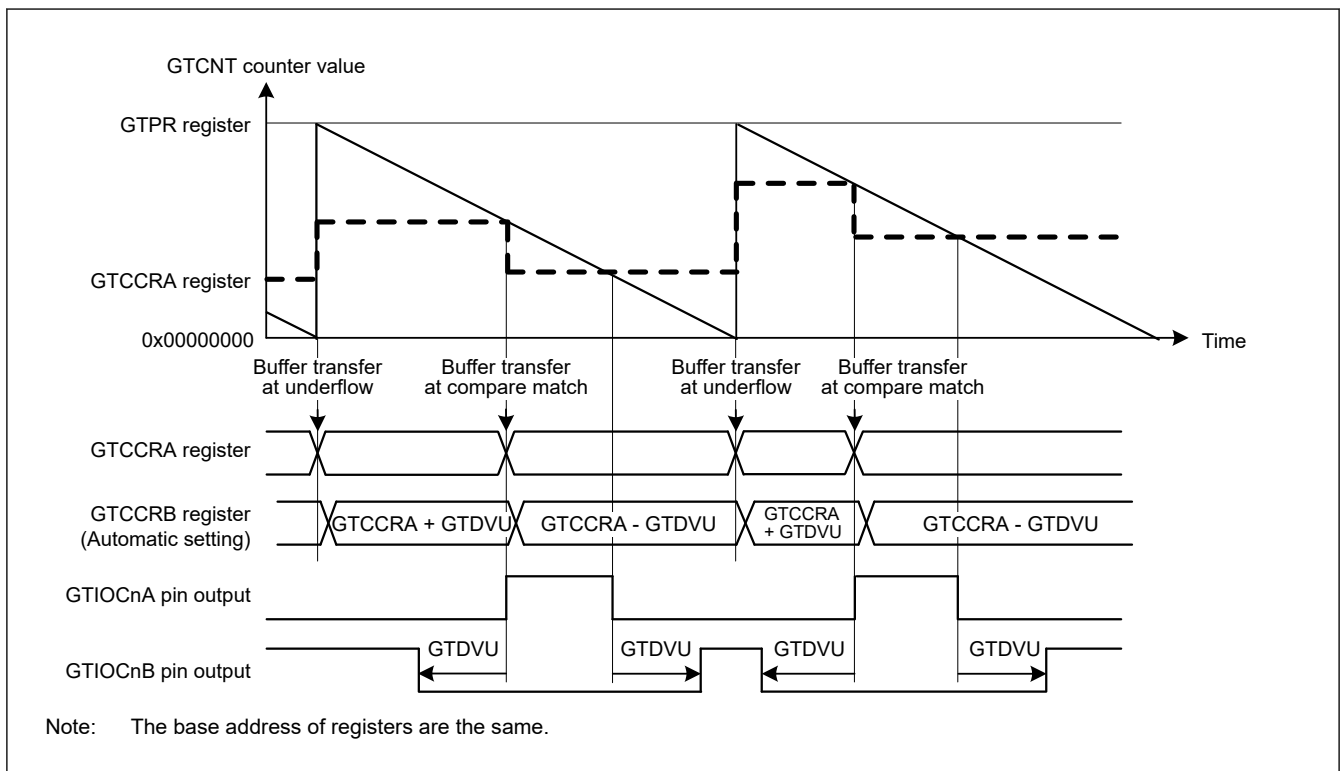 GTCNT counter value
GTPR register
GTCCRA register
0x00000000
Time
Buffer transfer
at underflow
Buffer transfer
at compare match
Buffer transfer
at underflow
Buffer transfer
at compare match
GTCCRA register
GTCCRB register
(Automatic setting)
GTCCRA + GTDVU
GTCCRA - GTDVU
GTCCRA
+ GTDVU
GTCCRA - GTDVU
GTIOCnA pin output
GTIOCnB pin output
GTDVU
GTDVU
GTDVU
GTDVU
Note: The base address of registers are the same.